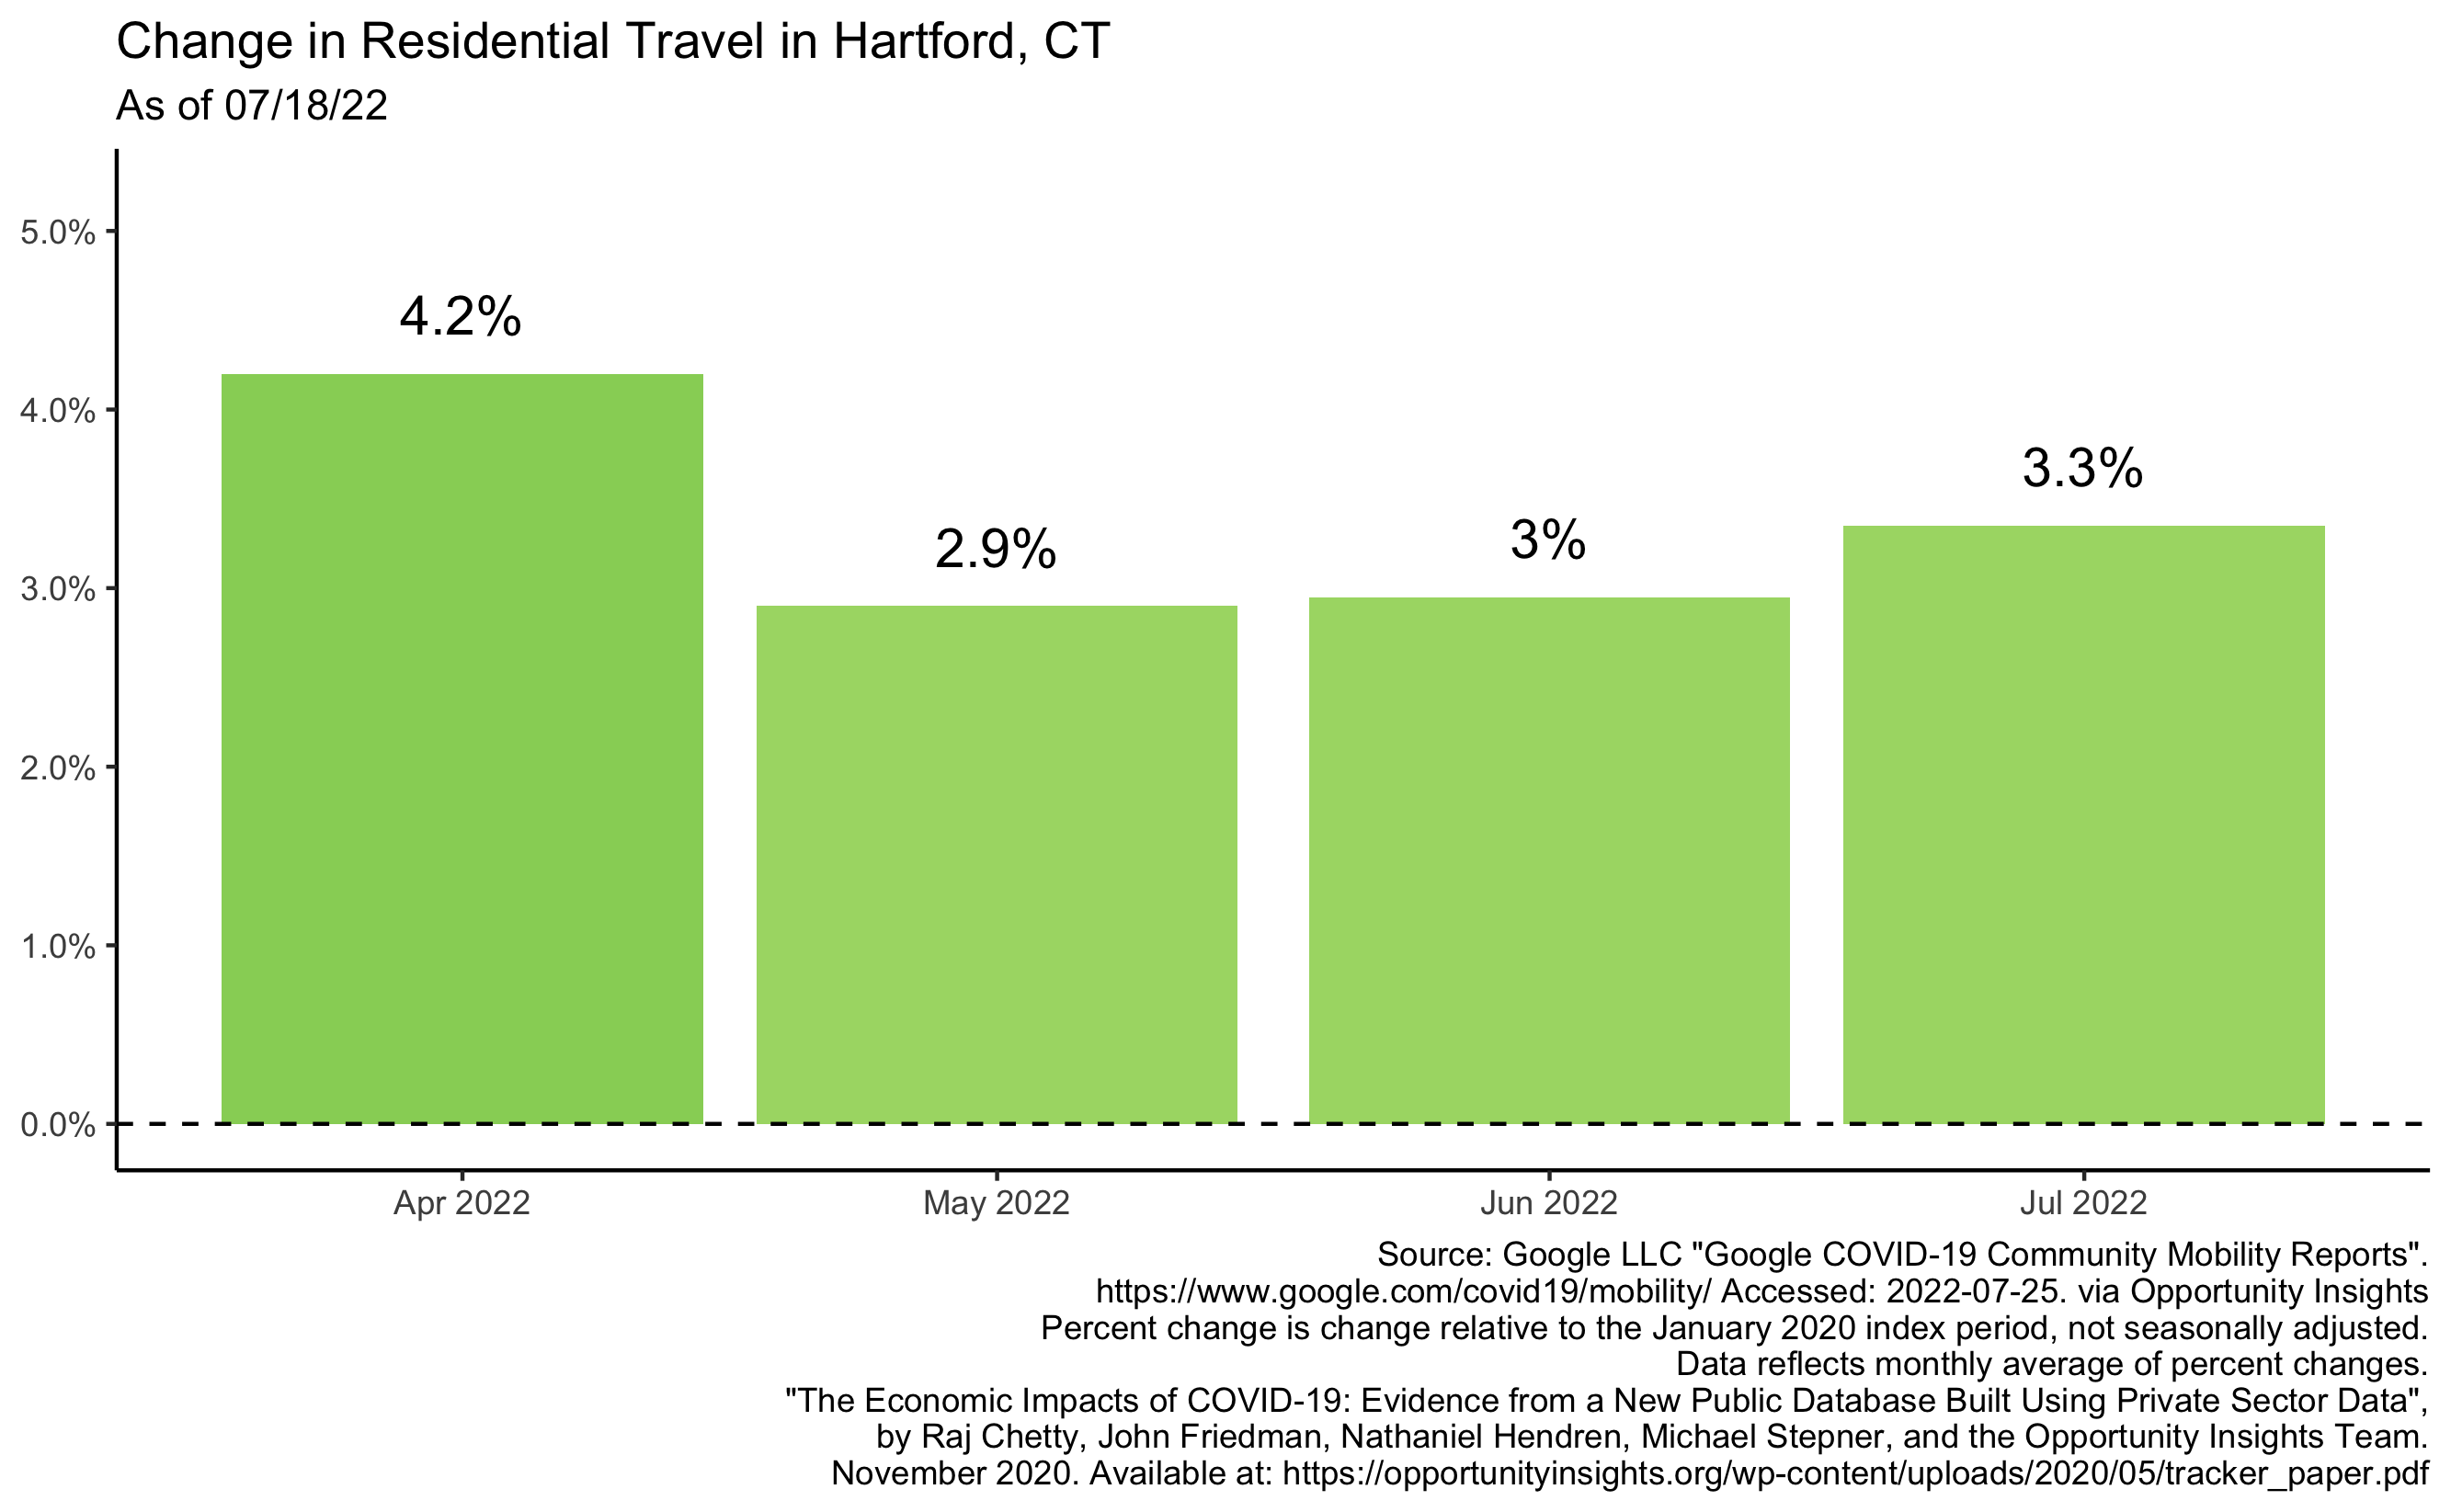 Change in Residential Travel in Hartford, CT
As of 07/18/22
5.0%
4.0%
3.0%
2.0%
1.0%
0.0%
4.2%
2.9%
3%
3.3%
Apr 2022
May 2022
Jun 2022
Jul 2022
Source: Google LLC "Google COVID-19 Community Mobility Reports".
https://www.google.com/covid19/mobility/ Accessed: 2022-07-25. via Opportunity Insights
Percent change is change relative to the January 2020 index period, not seasonally adjusted.
Data reflects monthly average of percent changes.
"The Economic Impacts of COVID-19: Evidence from a New Public Database Built Using Private Sector Data",
by Raj Chetty, John Friedman, Nathaniel Hendren, Michael Stepner, and the Opportunity Insights Team.
November 2020. Available at: https://opportunityinsights.org/wp-content/uploads/2020/05/tracker_paper.pdf